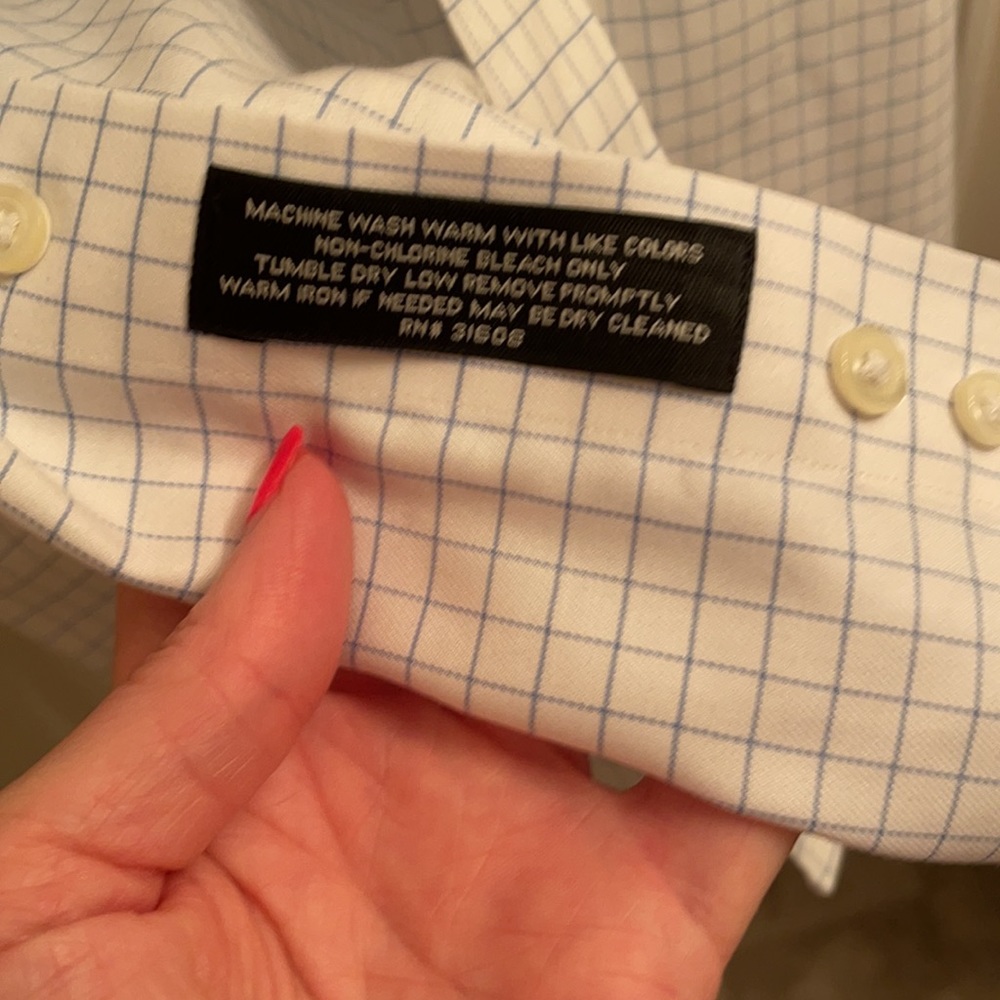 MACHINE WASH WARM WITH LIKE COLORS
NON-CHLORINE BLEACH ONLY
TUMBLE DRY LOW REMOVE PROMPTLY
WARM IRON IF NEEDED MAY BE DRY CLEANED
RN# 31608